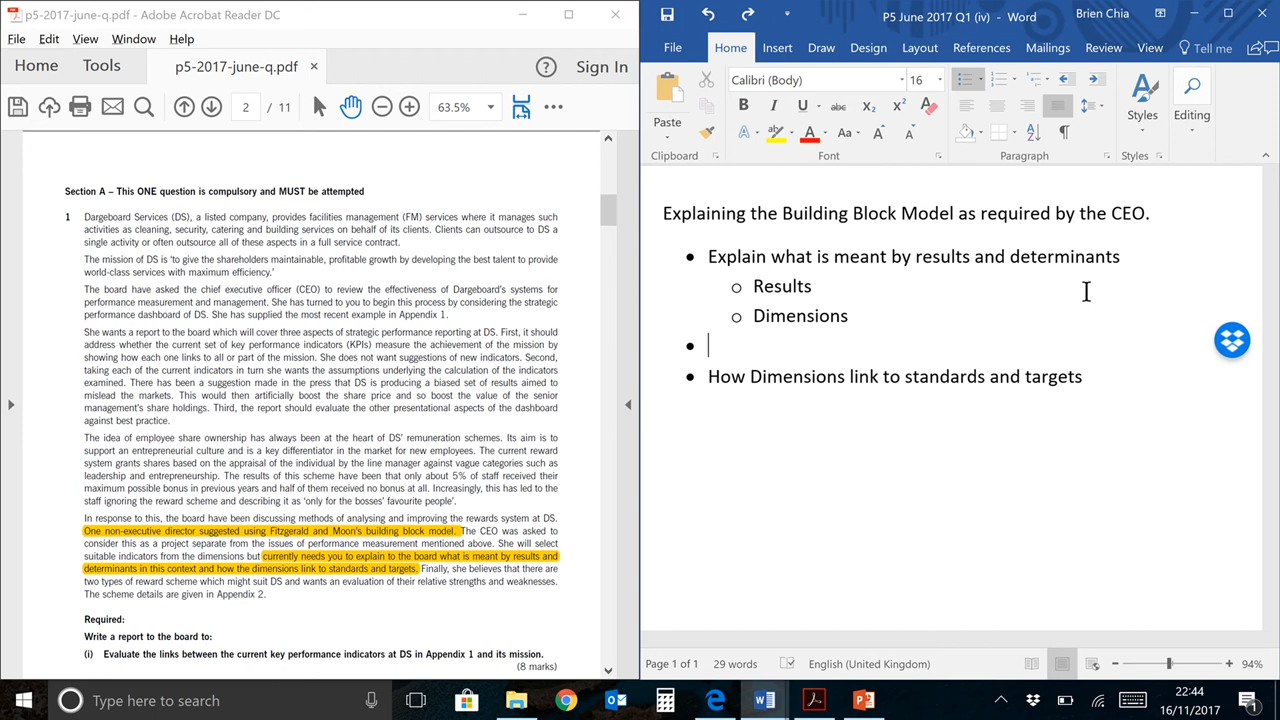 p5-2017-june-q.pdf - Adobe Acrobat Reader DC
File Edit View Window Help
Home Tools p5-2017-june-q.pdf × Sign In
2 / 11 63.5%
Section A – This ONE question is compulsory and MUST be attempted
1 Dargeboard Services (DS), a listed company, provides facilities management (FM) services where it manages such
activities as cleaning, security, catering and building services on behalf of its clients. Clients can outsource to DS a
single activity or often outsource all of these aspects in a full service contract.
The mission of DS is ‘to give the shareholders maintainable, profitable growth by developing the best talent to provide
world-class services with maximum efficiency.’
The board have asked the chief executive officer (CEO) to review the effectiveness of Dargeboard’s systems for
performance measurement and management. She has turned to you to begin this process by considering the strategic
performance dashboard of DS. She has supplied the most recent example in Appendix 1.
She wants a report to the board which will cover three aspects of strategic performance reporting at DS. First, it should
address whether the current set of key performance indicators (KPIs) measure the achievement of the mission by
showing how each one links to all or part of the mission. She does not want suggestions of new indicators. Second,
taking each of the current indicators in turn she wants the assumptions underlying the calculation of the indicators
examined. There has been a suggestion made in the press that DS is producing a biased set of results aimed to
mislead the markets. This would then artificially boost the share price and so boost the value of the senior
management’s share holdings. Third, the report should evaluate the other presentational aspects of the dashboard
against best practice.
The idea of employee share ownership has always been at the heart of DS’ remuneration schemes. Its aim is to
support an entrepreneurial culture and is a key differentiator in the market for new employees. The current reward
system grants shares based on the appraisal of the individual by the line manager against vague categories such as
leadership and entrepreneurship. The results of this scheme have been that only about 5% of staff received their
maximum possible bonus in previous years and half of them received no bonus at all. Increasingly, this has led to the
staff ignoring the reward scheme and describing it as ‘only for the bosses’ favourite people’.
In response to this, the board have been discussing methods of analysing and improving the rewards system at DS.
One non-executive director suggested using Fitzgerald and Moon’s building block model. The CEO was asked to
consider this as a project separate from the issues of performance measurement mentioned above. She will select
suitable indicators from the dimensions but currently needs you to explain to the board what is meant by results and
determinants in this context and how the dimensions link to standards and targets. Finally, she believes that there are
two types of reward scheme which might suit DS and wants an evaluation of their relative strengths and weaknesses.
The scheme details are given in Appendix 2.
Required:
Write a report to the board to:
(i) Evaluate the links between the current key performance indicators at DS in Appendix 1 and its mission.
(8 marks)
P5 June 2017 Q1 (iv) - Word Brien Chia
File Home Insert Draw Design Layout References Mailings Review View Tell me
Calibri (Body) 16
Paste Styles Editing
Clipboard Font Paragraph Styles
Explaining the Building Block Model as required by the CEO.
• Explain what is meant by results and determinants
o Results
o Dimensions
•
• How Dimensions link to standards and targets
Page 1 of 1 29 words English (United Kingdom) 94%
Type here to search
22:44
16/11/2017